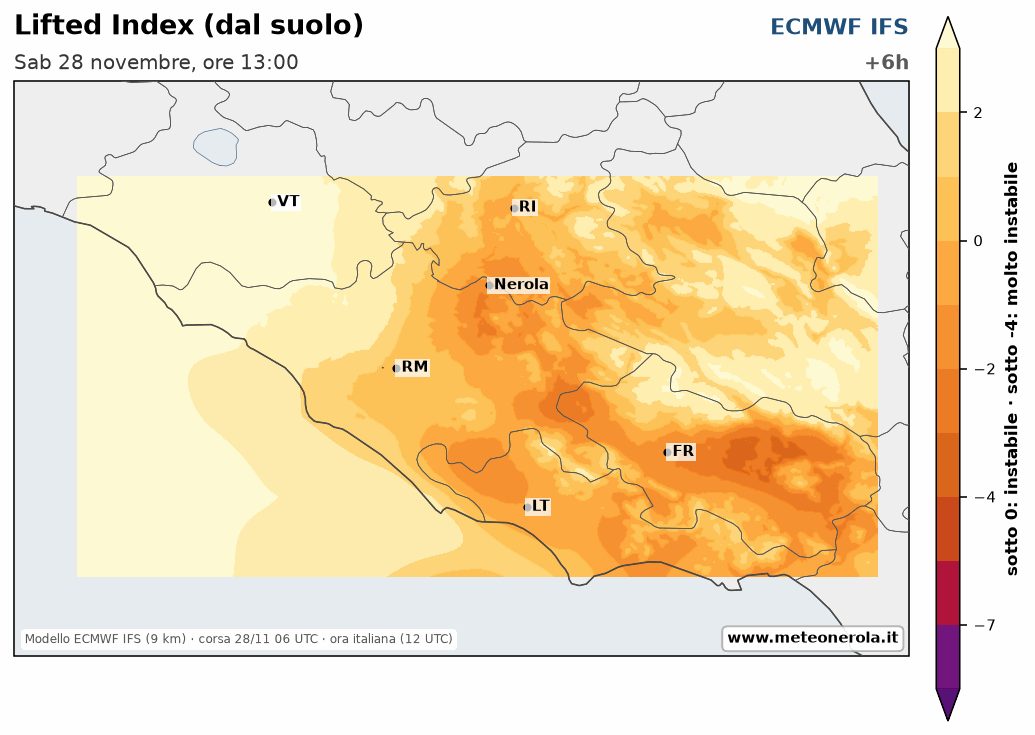 Lifted Index (dal suolo)
ECMWF IFS
Sab 28 novembre, ore 13:00
+6h
VT
RI
Nerola
RM
FR
LT
2
0
−2
−4
−7
sotto 0: instabile · sotto -4: molto instabile
Modello ECMWF IFS (9 km) · corsa 28/11 06 UTC · ora italiana (12 UTC)
www.meteonerola.it